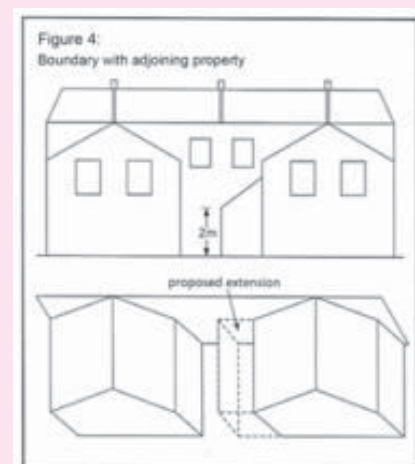 Figure 4:
Boundary with adjoining property
2m
proposed extension